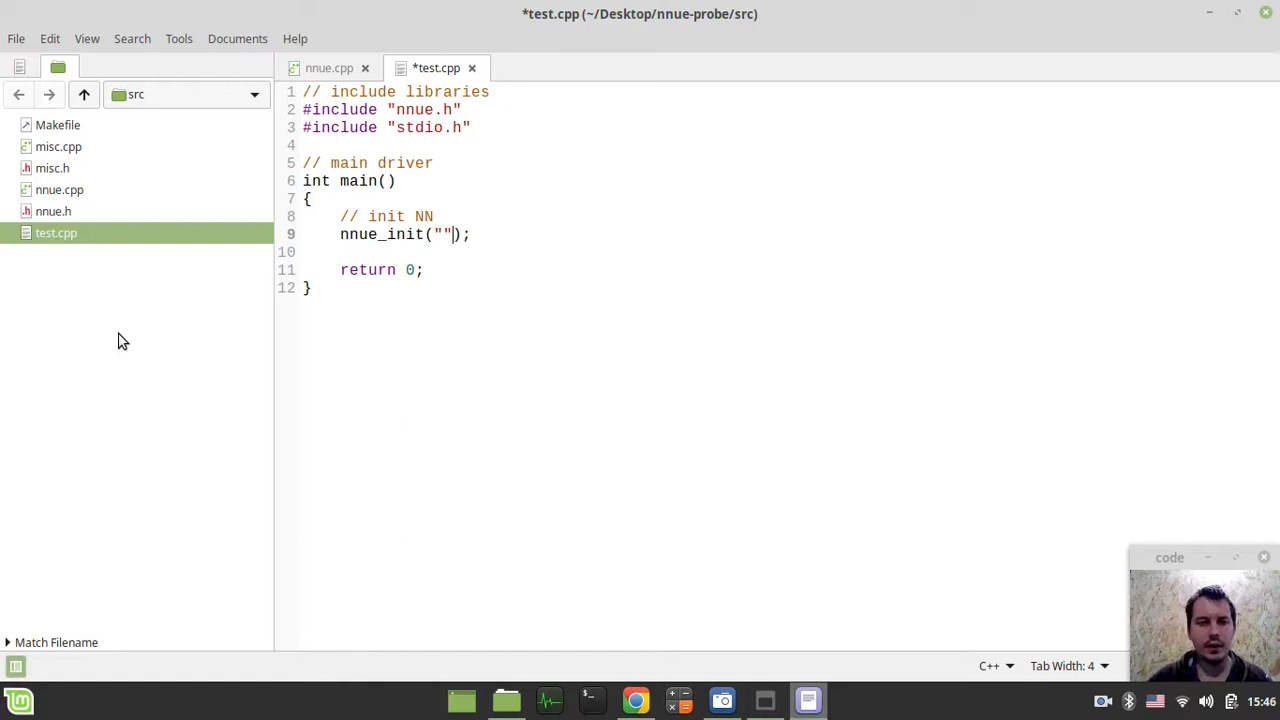 *test.cpp (~/Desktop/nnue-probe/src)
File Edit View Search Tools Documents Help
nnue.cpp *test.cpp
src
Makefile
misc.cpp
misc.h
nnue.cpp
nnue.h
test.cpp
1 // include libraries
2 #include "nnue.h"
3 #include "stdio.h"
4
5 // main driver
6 int main()
7 {
8 // init NN
9 nnue_init("");
10
11 return 0;
12 }
code
Match Filename
C++ Tab Width: 4
15:46